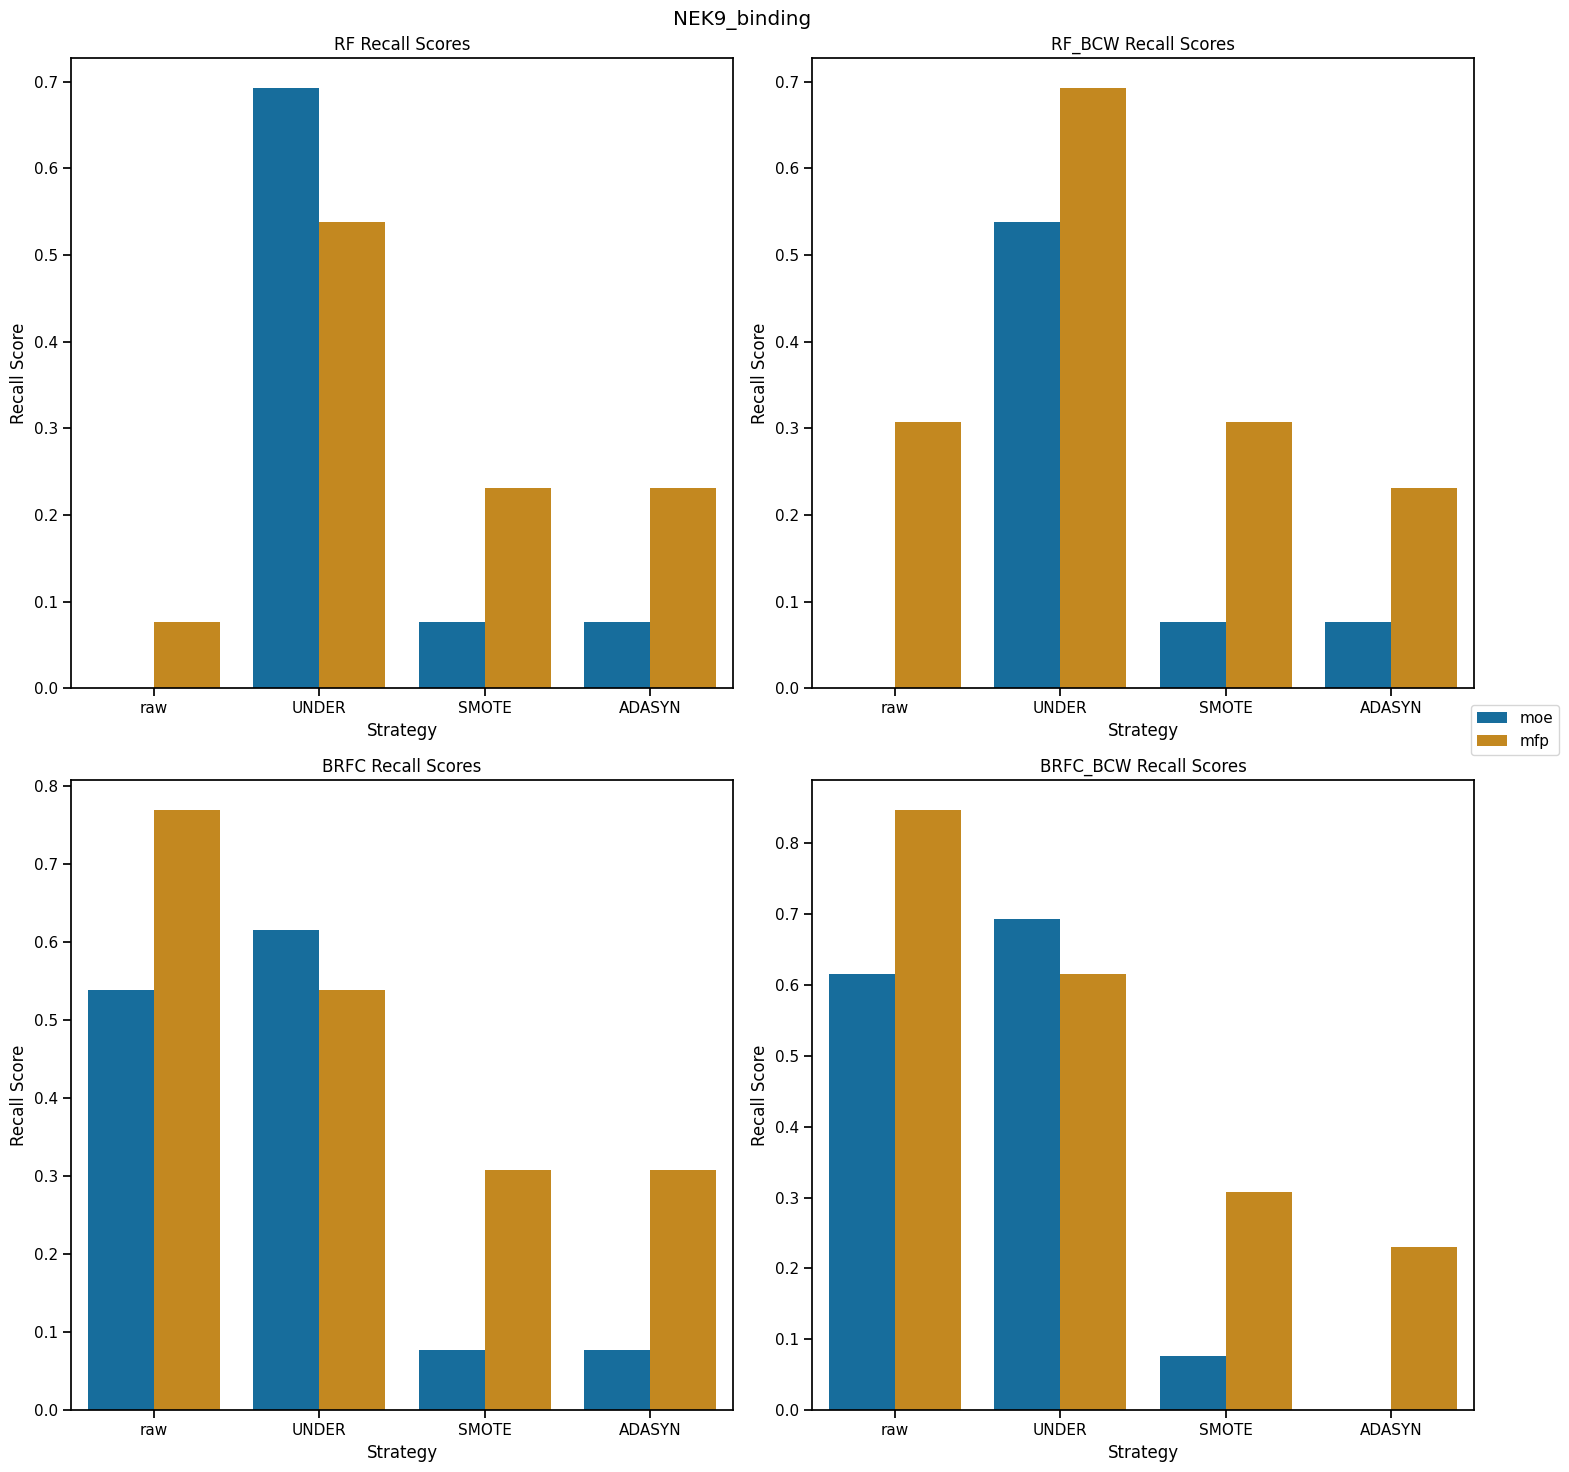 NEK9_binding
RF Recall Scores
Recall Score
0.7
0.6
0.5
0.4
0.3
0.2
0.1
0.0
raw UNDER SMOTE ADASYN
Strategy
RF_BCW Recall Scores
Recall Score
0.7
0.6
0.5
0.4
0.3
0.2
0.1
0.0
raw UNDER SMOTE ADASYN
Strategy
moe
mfp
BRFC Recall Scores
Recall Score
0.8
0.7
0.6
0.5
0.4
0.3
0.2
0.1
0.0
raw UNDER SMOTE ADASYN
Strategy
BRFC_BCW Recall Scores
Recall Score
0.8
0.7
0.6
0.5
0.4
0.3
0.2
0.1
0.0
raw UNDER SMOTE ADASYN
Strategy